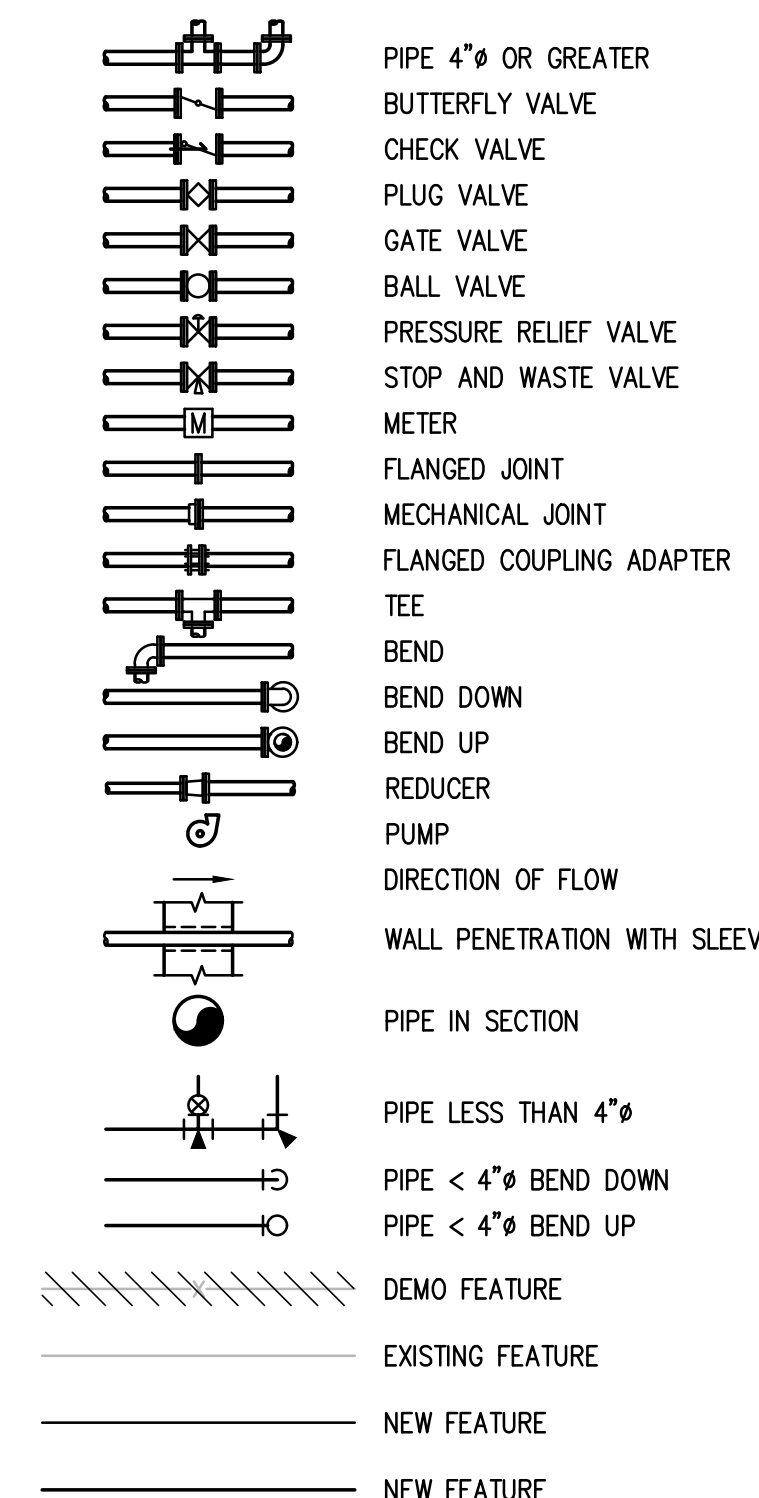 PIPE 4"ø OR GREATER
BUTTERFLY VALVE
CHECK VALVE
PLUG VALVE
GATE VALVE
BALL VALVE
PRESSURE RELIEF VALVE
STOP AND WASTE VALVE
M METER
FLANGED JOINT
MECHANICAL JOINT
FLANGED COUPLING ADAPTER
TEE
BEND
BEND DOWN
BEND UP
REDUCER
PUMP
DIRECTION OF FLOW
WALL PENETRATION WITH SLEEV
PIPE IN SECTION
PIPE LESS THAN 4"ø
PIPE < 4"ø BEND DOWN
PIPE < 4"ø BEND UP
DEMO FEATURE
EXISTING FEATURE
NEW FEATURE
NEW FEATURE